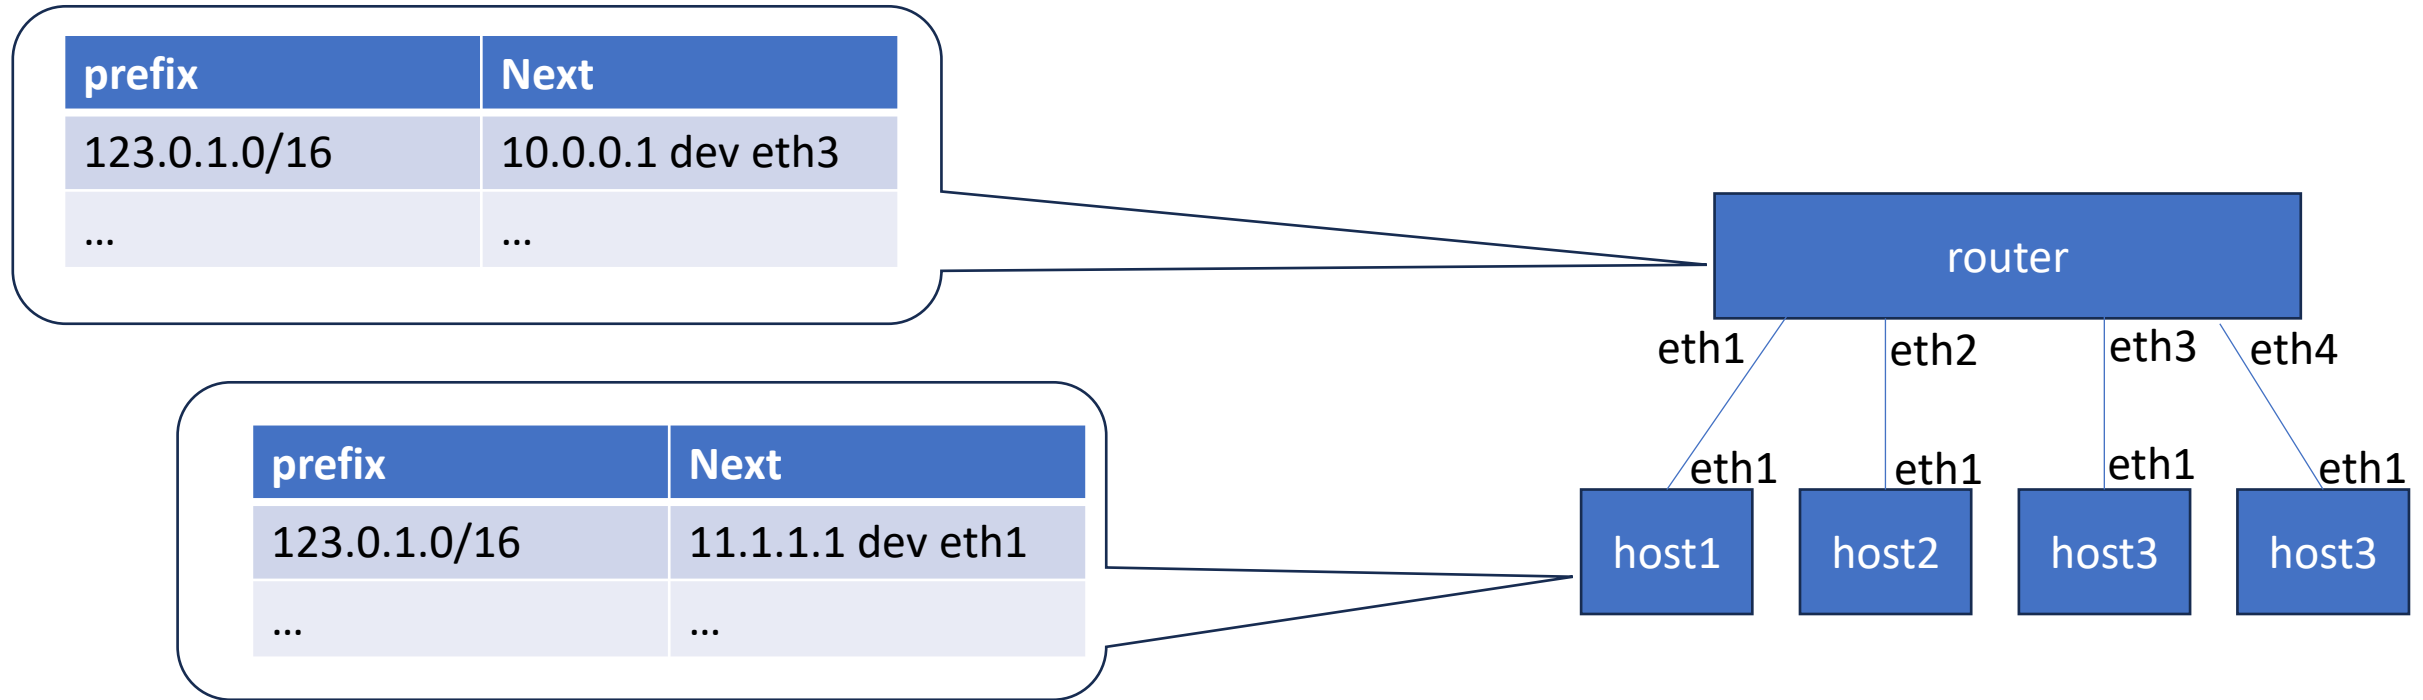 prefix Next
123.0.1.0/16 10.0.0.1 dev eth3
... ...
router
eth1 eth2 eth3 eth4
prefix Next
123.0.1.0/16 11.1.1.1 dev eth1
... ...
eth1 eth1 eth1 eth1
host1 host2 host3 host3